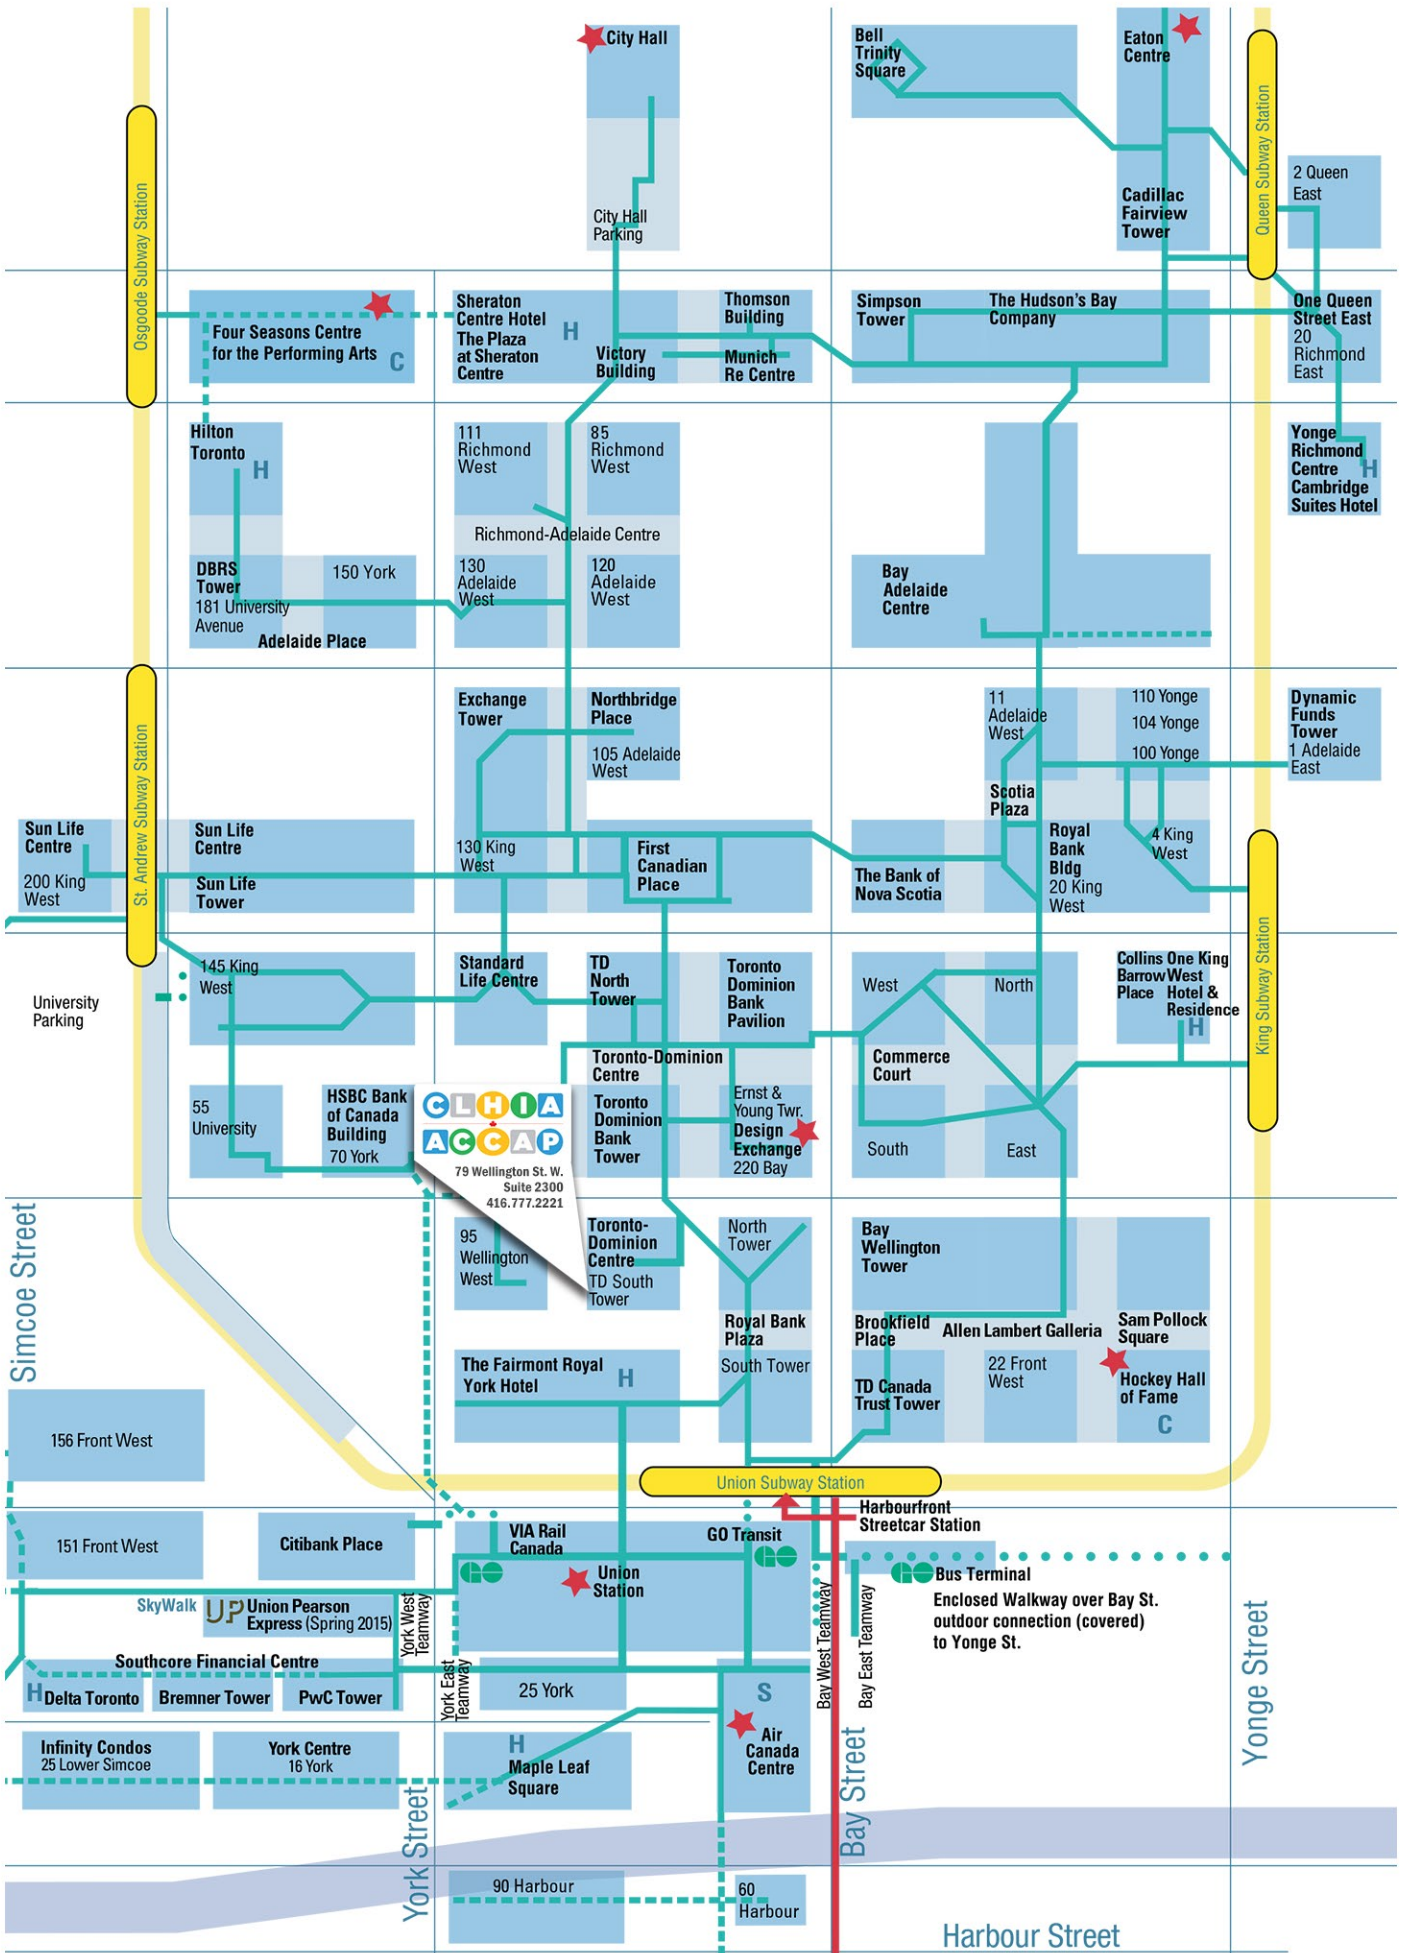 City Hall
Bell
Trinity
Square
Eaton
Centre
Osgoode Subway Station
Queen Subway Station
2 Queen
East
Cadillac
Fairview
Tower
City Hall
Parking
Four Seasons Centre
for the Performing Arts
C
Sheraton
Centre Hotel
The Plaza
at Sheraton
Centre
H
Victory
Building
Thomson
Building
Munich
Re Centre
Simpson
Tower
The Hudson's Bay
Company
One Queen
Street East
20
Richmond
East
Hilton
Toronto
H
111
Richmond
West
85
Richmond
West
Richmond-Adelaide Centre
Yonge
Richmond
Centre
Cambridge
Suites Hotel
H
DBRS
Tower
181 University
Avenue
150 York
Adelaide Place
130
Adelaide
West
120
Adelaide
West
Bay
Adelaide
Centre
St. Andrew Subway Station
Exchange
Tower
Northbridge
Place
105 Adelaide
West
11
Adelaide
West
110 Yonge
104 Yonge
100 Yonge
Dynamic
Funds
Tower
1 Adelaide
East
Scotia
Plaza
Sun Life
Centre
200 King
West
Sun Life
Centre
Sun Life
Tower
130 King
West
First
Canadian
Place
The Bank of
Nova Scotia
Royal
Bank
Bldg
20 King
West
4 King
West
King Subway Station
University
Parking
145 King
West
Standard
Life Centre
TD
North
Tower
Toronto
Dominion
Bank
Pavilion
West
North
Collins
Barrow
Place
One King
West
Hotel &
Residence
H
Toronto-Dominion
Centre
Commerce
Court
55
University
HSBC Bank
of Canada
Building
70 York
CLHIA
ACCAP
79 Wellington St. W.
Suite 2300
416.777.2221
Toronto
Dominion
Bank
Tower
Ernst &
Young Twr.
Design
Exchange
220 Bay
South
East
Simcoe Street
95
Wellington
West
Toronto-
Dominion
Centre
TD South
Tower
North
Tower
Bay
Wellington
Tower
Royal Bank
Plaza
South Tower
Brookfield
Place
Allen Lambert Galleria
Sam Pollock
Square
The Fairmont Royal
York Hotel
H
TD Canada
Trust Tower
22 Front
West
Hockey Hall
of Fame
C
156 Front West
Union Subway Station
Harbourfront
Streetcar Station
151 Front West
Citibank Place
VIA Rail
Canada
GO Transit
GO
GO
Union
Station
GO
Bus Terminal
Enclosed Walkway over Bay St.
outdoor connection (covered)
to Yonge St.
SkyWalk
UP
Union Pearson
Express (Spring 2015)
York West
Teamway
York East
Teamway
Bay West Teamway
Bay East Teamway
Southcore Financial Centre
H
Delta Toronto
Bremner Tower
PwC Tower
25 York
S
Air
Canada
Centre
Infinity Condos
25 Lower Simcoe
York Centre
16 York
H
Maple Leaf
Square
York Street
Bay Street
Yonge Street
90 Harbour
60
Harbour
Harbour Street